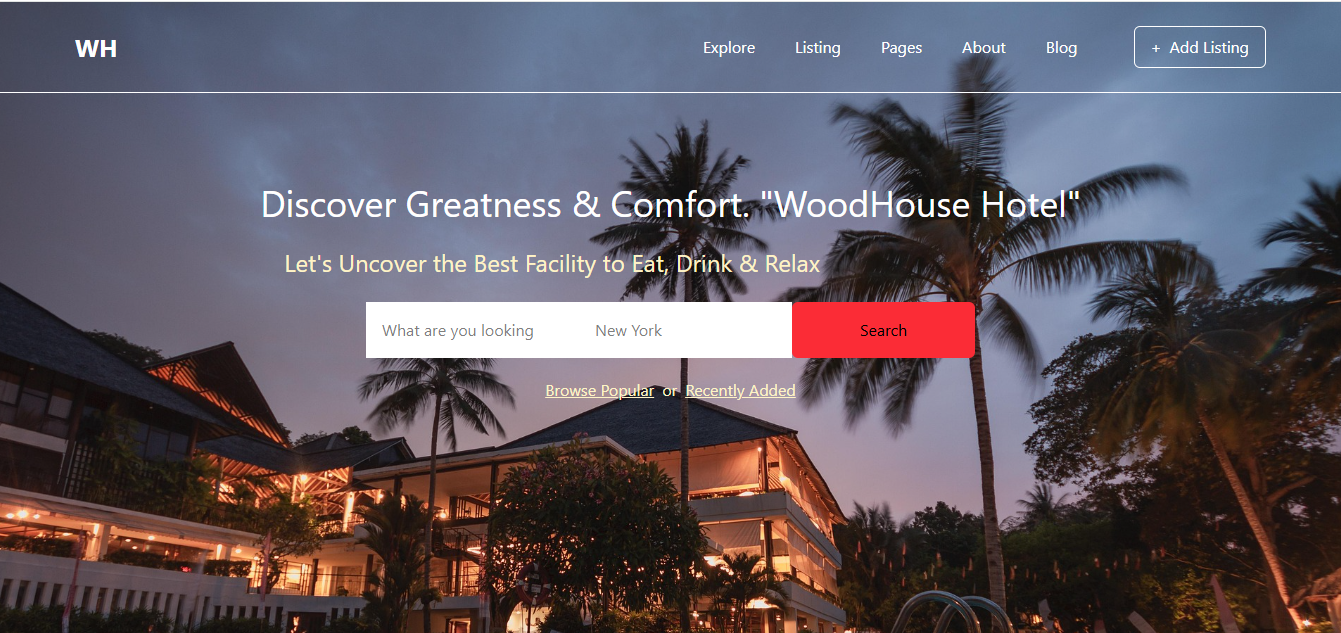 WH
Explore Listing Pages About Blog + Add Listing
Discover Greatness & Comfort. "WoodHouse Hotel"
Let's Uncover the Best Facility to Eat, Drink & Relax
What are you looking New York Search
Browse Popular or Recently Added